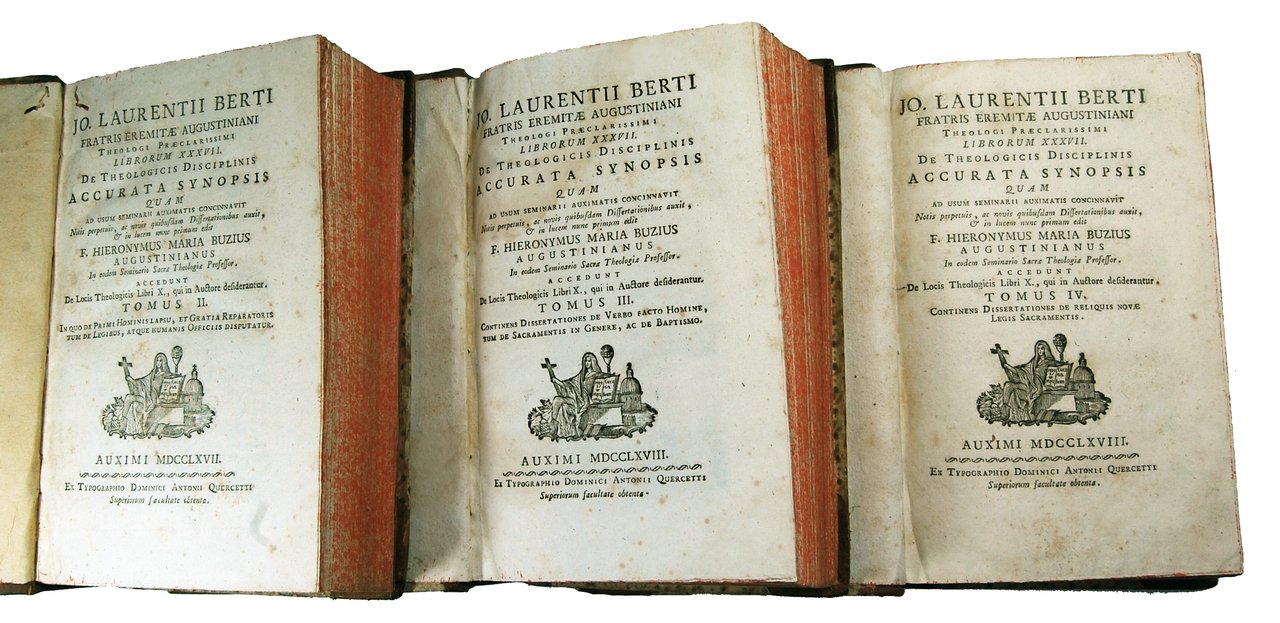 JO. LAURENTII BERTI
FRATRIS EREMITÆ AUGUSTINIANI
THEOLOGI PRÆCLARISSIMI
LIBRORUM XXXVII.
DE THEOLOGICIS DISCIPLINIS
ACCURATA SYNOPSIS
QUAM
AD USUM SEMINARII AUXIMATIS CONCINNAVIT
Notis perpetuis, ac novis quibusdam Dissertationibus auxit,
& in lucem nunc primum edit
F. HIERONYMUS MARIA BUZIUS
AUGUSTINIANUS
In eodem Seminario Sacræ Theologiæ Professor.
ACCEDUNT
De Locis Theologicis Libri X., qui in Auctore desiderantur.
TOMUS II.
IN QUO DE PRIMI HOMINIS LAPSU, ET GRATIA REPARATORIS
TUM DE LEGIBUS, ATQUE HUMANIS OFFICIIS DISPUTATUR.
AUXIMI MDCCLXVII.
EX TYPOGRAPHIO DOMINICI ANTONII QUERCETTI
Superiorum facultate obtenta.
JO. LAURENTII BERTI
FRATRIS EREMITÆ AUGUSTINIANI
THEOLOGI PRÆCLARISSIMI
LIBRORUM XXXVII.
DE THEOLOGICIS DISCIPLINIS
ACCURATA SYNOPSIS
QUAM
AD USUM SEMINARII AUXIMATIS CONCINNAVIT
Notis perpetuis, ac novis quibusdam Dissertationibus auxit,
& in lucem nunc primum edit
F. HIERONYMUS MARIA BUZIUS
AUGUSTINIANUS
In eodem Seminario Sacræ Theologiæ Professor.
ACCEDUNT
De Locis Theologicis Libri X., qui in Auctore desiderantur.
TOMUS III.
CONTINENS DISSERTATIONES DE VERBO FACTO HOMINE,
TUM DE SACRAMENTIS IN GENERE, AC DE BAPTISMO.
AUXIMI MDCCLXVIII.
EX TYPOGRAPHIO DOMINICI ANTONII QUERCETTI
Superiorum facultate obtenta.
JO. LAURENTII BERTI
FRATRIS EREMITÆ AUGUSTINIANI
THEOLOGI PRÆCLARISSIMI
LIBRORUM XXXVII.
DE THEOLOGICIS DISCIPLINIS
ACCURATA SYNOPSIS
QUAM
AD USUM SEMINARII AUXIMATIS CONCINNAVIT
Notis perpetuis, ac novis quibusdam Dissertationibus auxit,
& in lucem nunc primum edit
F. HIERONYMUS MARIA BUZIUS
AUGUSTINIANUS
In eodem Seminario Sacræ Theologiæ Professor.
ACCEDUNT
De Locis Theologicis Libri X., qui in Auctore desiderantur.
TOMUS IV.
CONTINENS DISSERTATIONES DE RELIQUIS NOVÆ
LEGIS SACRAMENTIS.
AUXIMI MDCCLXVIII.
EX TYPOGRAPHIO DOMINICI ANTONII QUERCETTI
Superiorum facultate obtenta.